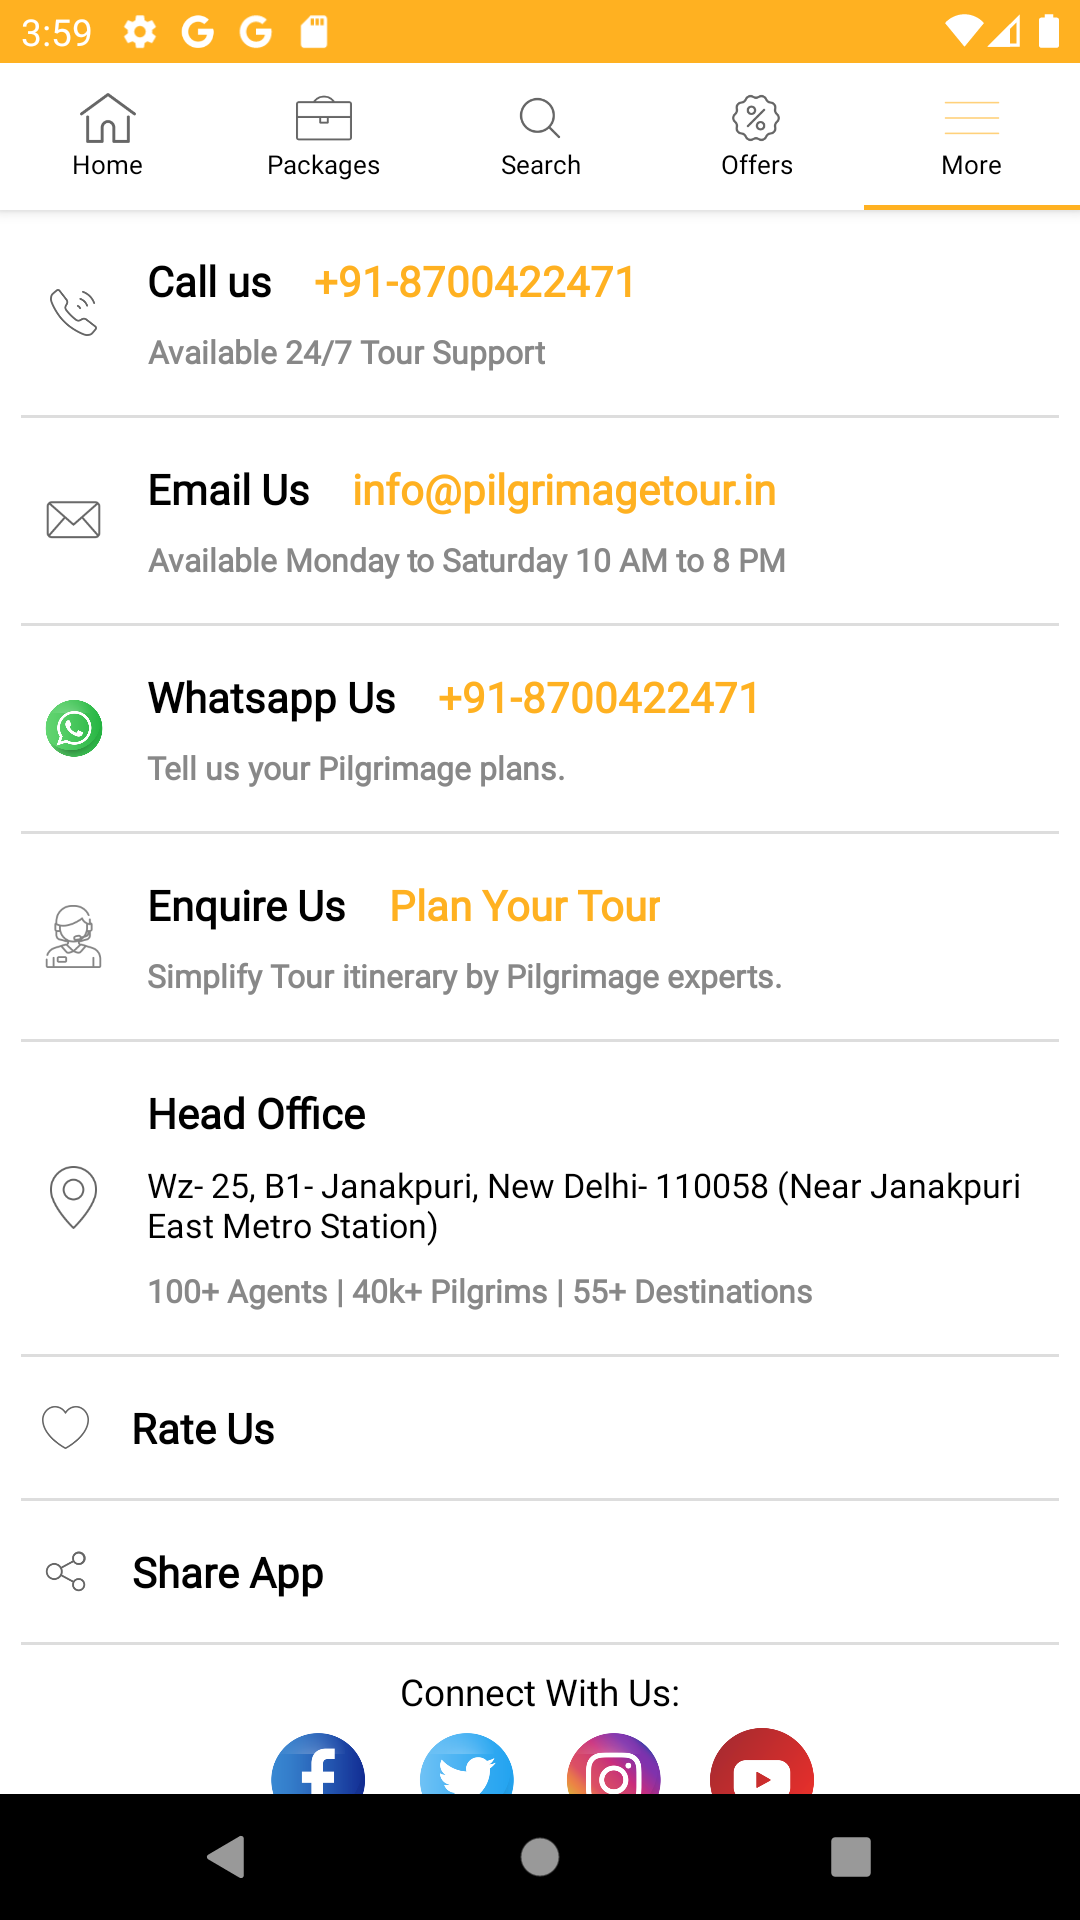 3:59
Home
Packages
Search
Offers
More
Call us +91-8700422471
Available 24/7 Tour Support
Email Us info@pilgrimagetour.in
Available Monday to Saturday 10 AM to 8 PM
Whatsapp Us +91-8700422471
Tell us your Pilgrimage plans.
Enquire Us Plan Your Tour
Simplify Tour itinerary by Pilgrimage experts.
Head Office
Wz- 25, B1- Janakpuri, New Delhi- 110058 (Near Janakpuri
East Metro Station)
100+ Agents | 40k+ Pilgrims | 55+ Destinations
Rate Us
Share App
Connect With Us: